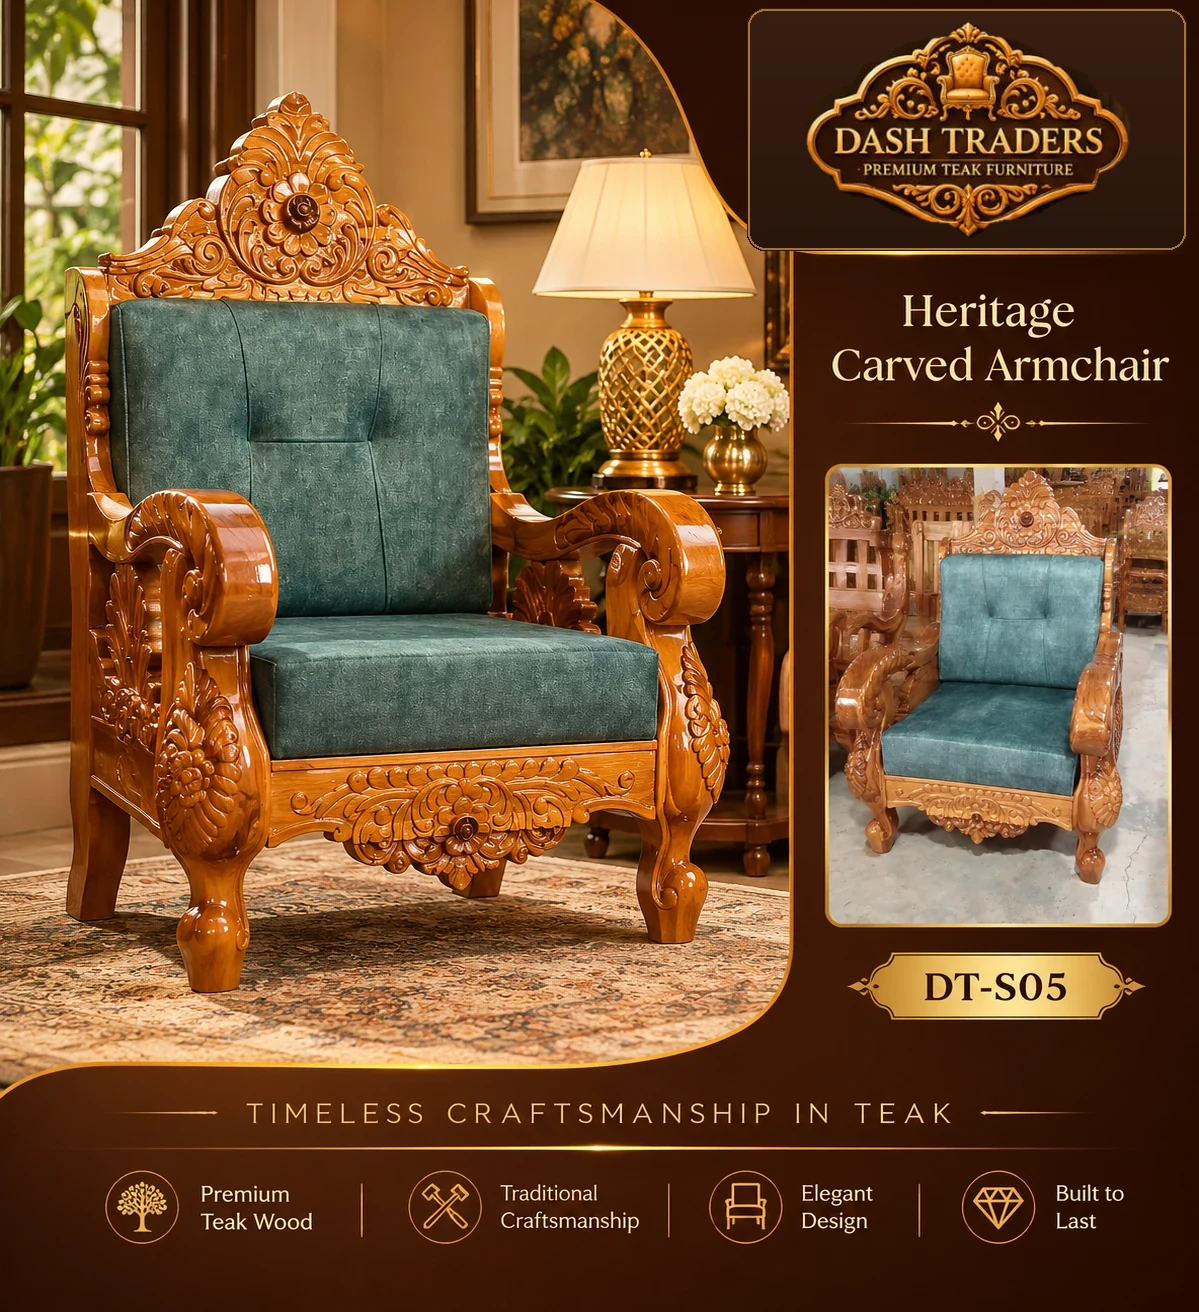 DASH TRADERS
PREMIUM TEAK FURNITURE
Heritage
Carved Armchair
DT-S05
TIMELESS CRAFTSMANSHIP IN TEAK
Premium
Teak Wood
Traditional
Craftsmanship
Elegant
Design
Built to
Last